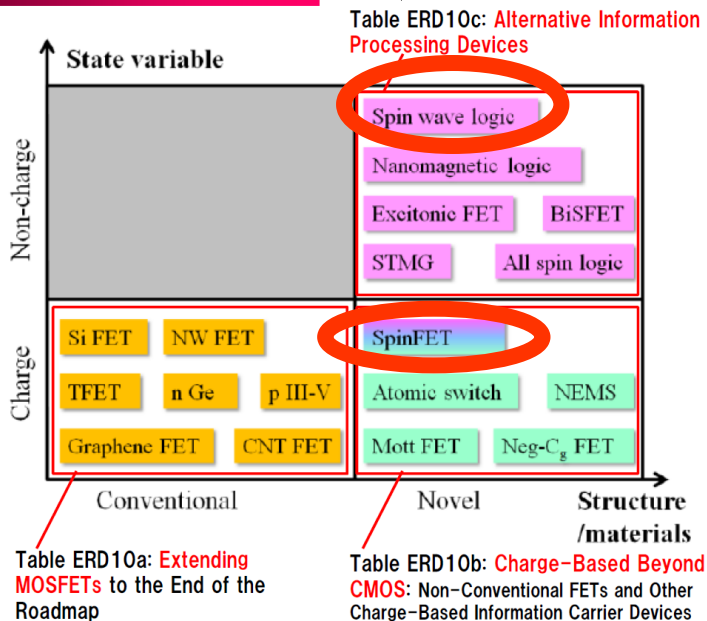 Table ERD10c: Alternative Information
Processing Devices
State variable
Non-charge
Spin wave logic
Nanomagnetic logic
Excitonic FET
BiSFET
STMG
All spin logic
Charge
Si FET
NW FET
TFET
n Ge
p III-V
Graphene FET
CNT FET
SpinFET
Atomic switch
NEMS
Mott FET
Neg-Cg FET
Conventional
Novel
Structure
/materials
Table ERD10a: Extending
MOSFETs to the End of the
Roadmap
Table ERD10b: Charge-Based Beyond
CMOS: Non-Conventional FETs and Other
Charge-Based Information Carrier Devices